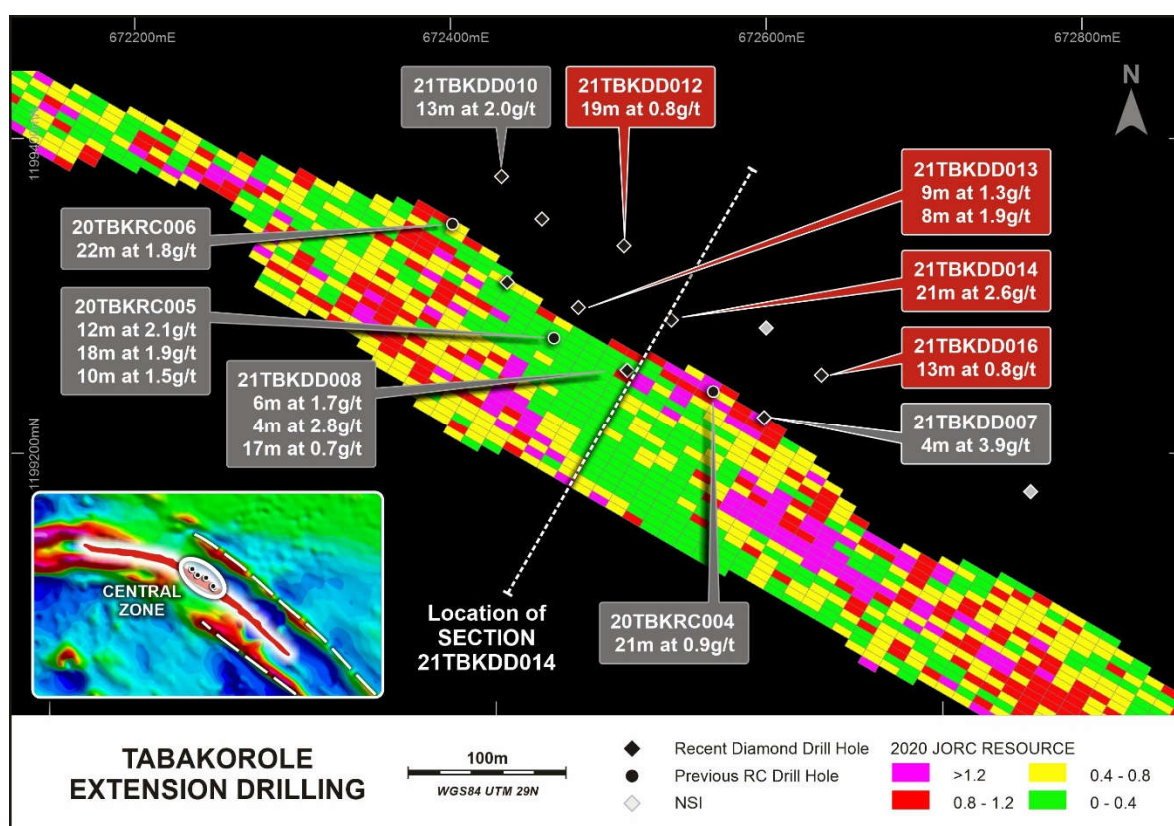 672200mE
672400mE
672600mE
672800mE
N
1199400mN
1199200mN
21TBKDD010
13m at 2.0g/t
21TBKDD012
19m at 0.8g/t
21TBKDD013
9m at 1.3g/t
8m at 1.9g/t
20TBKRC006
22m at 1.8g/t
21TBKDD014
21m at 2.6g/t
20TBKRC005
12m at 2.1g/t
18m at 1.9g/t
10m at 1.5g/t
21TBKDD016
13m at 0.8g/t
21TBKDD008
6m at 1.7g/t
4m at 2.8g/t
17m at 0.7g/t
21TBKDD007
4m at 3.9g/t
CENTRAL
ZONE
Location of
SECTION
21TBKDD014
20TBKRC004
21m at 0.9g/t
TABAKOROLE
EXTENSION DRILLING
100m
WGS84 UTM 29N
Recent Diamond Drill Hole
Previous RC Drill Hole
NSI
2020 JORC RESOURCE
>1.2
0.4 - 0.8
0.8 - 1.2
0 - 0.4